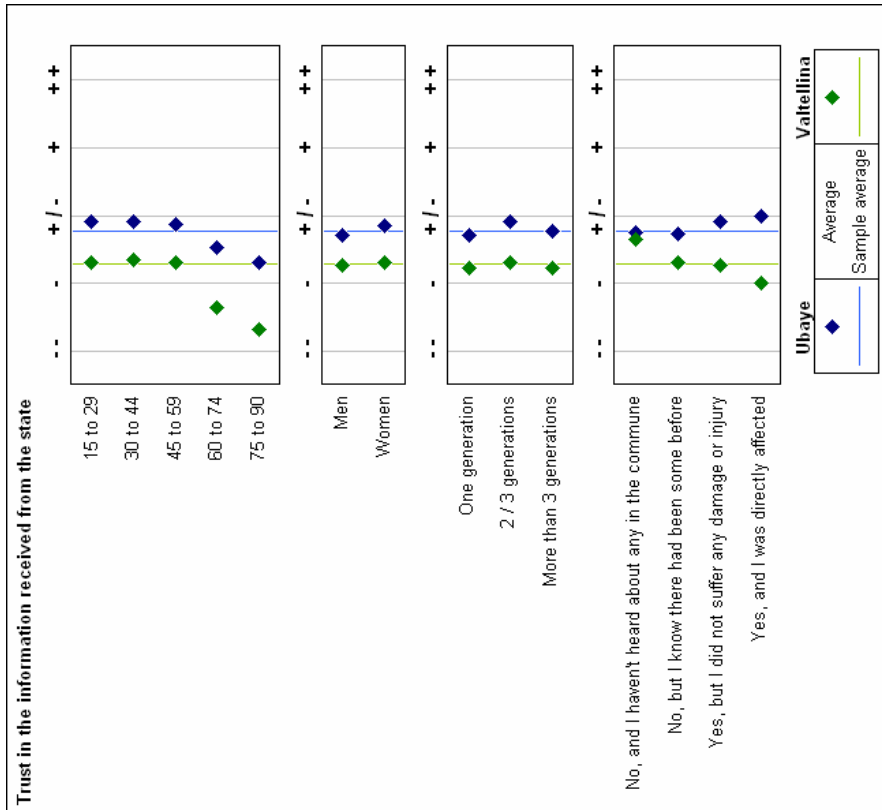 Trust in the information received from the state
- - - + / - + + +
15 to 29
30 to 44
45 to 59
60 to 74
75 to 90
- - - + / - + + +
Men
Women
- - - + / - + + +
One generation
2 / 3 generations
More than 3 generations
- - - + / - + + +
No, and I haven't heard about any in the commune
No, but I know there had been some before
Yes, but I did not suffer any damage or injury
Yes, and I was directly affected
Ubaye Valtellina
Average
Sample average